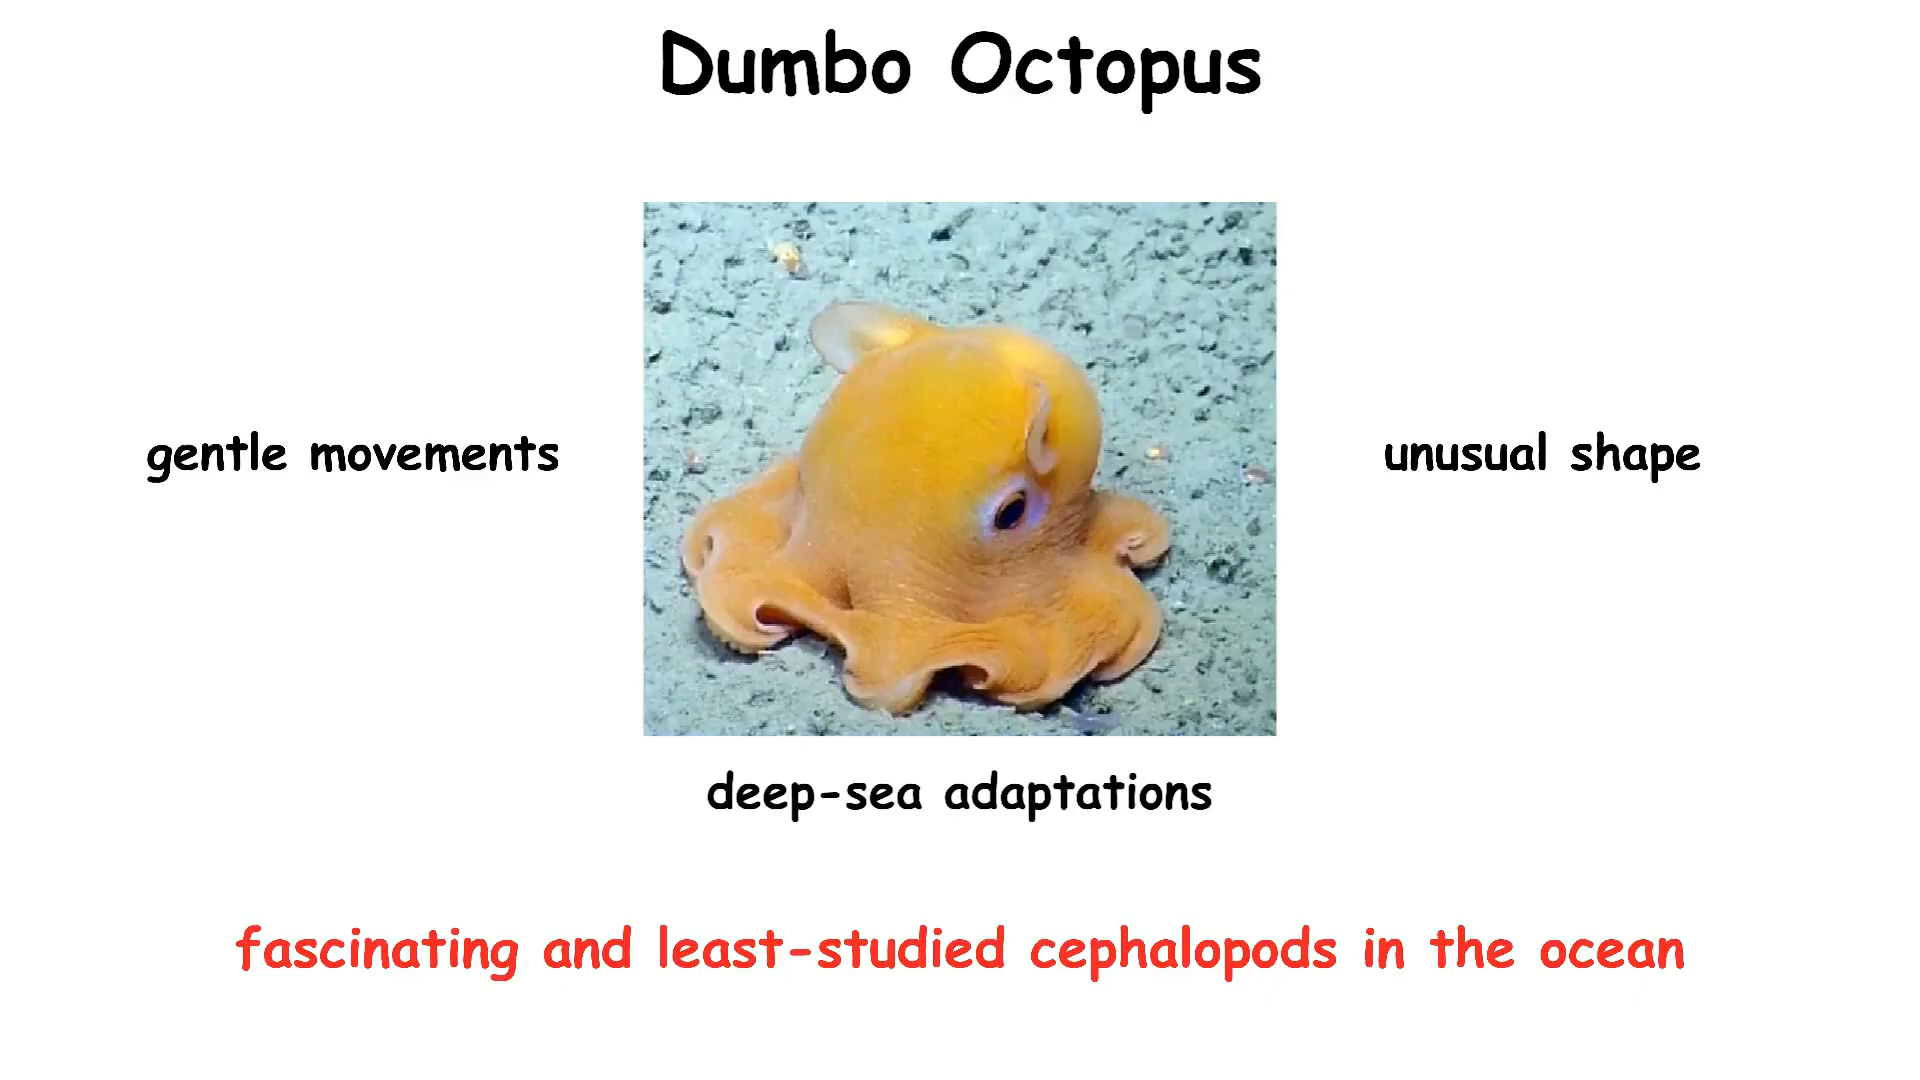 Dumbo Octopus
gentle movements
unusual shape
deep-sea adaptations
fascinating and least-studied cephalopods in the ocean